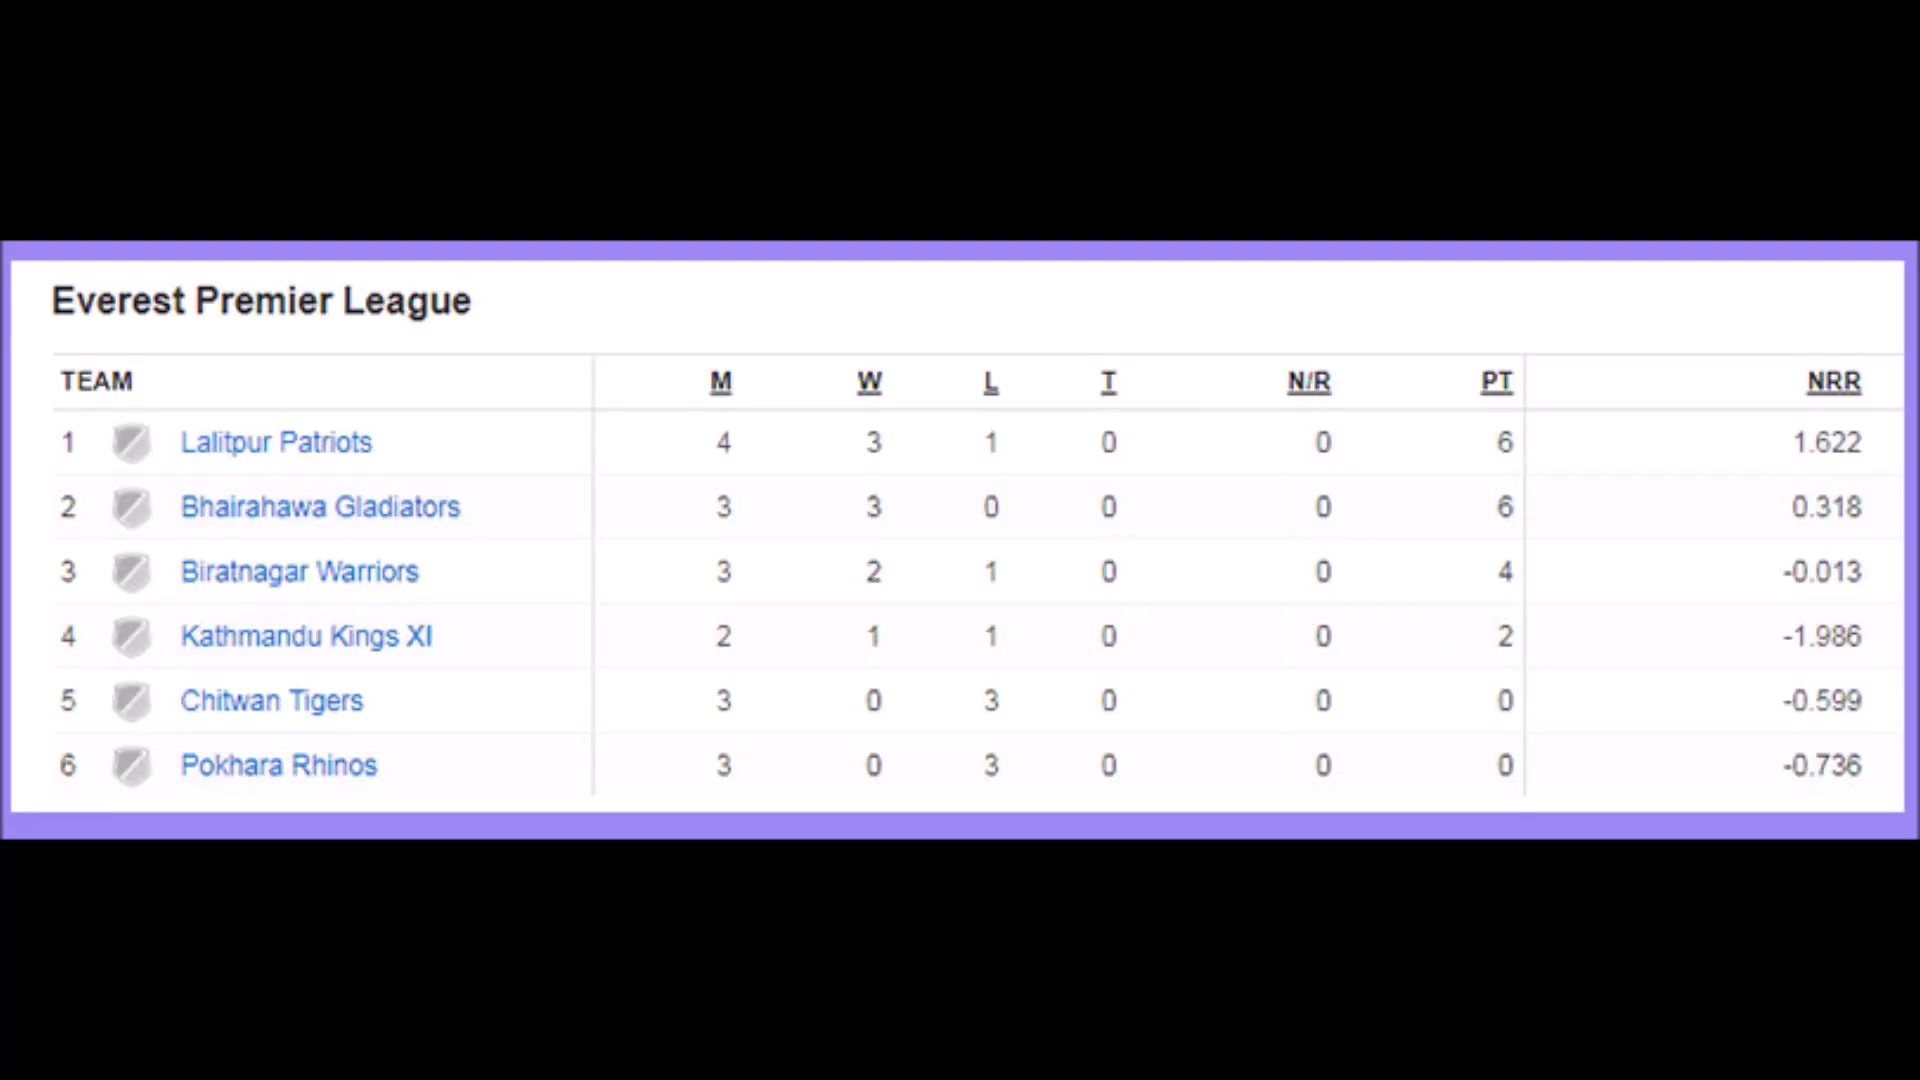 Everest Premier League
TEAM M W L T N/R PT NRR
1 Lalitpur Patriots 4 3 1 0 0 6 1.622
2 Bhairahawa Gladiators 3 3 0 0 0 6 0.318
3 Biratnagar Warriors 3 2 1 0 0 4 -0.013
4 Kathmandu Kings XI 2 1 1 0 0 2 -1.986
5 Chitwan Tigers 3 0 3 0 0 0 -0.599
6 Pokhara Rhinos 3 0 3 0 0 0 -0.736